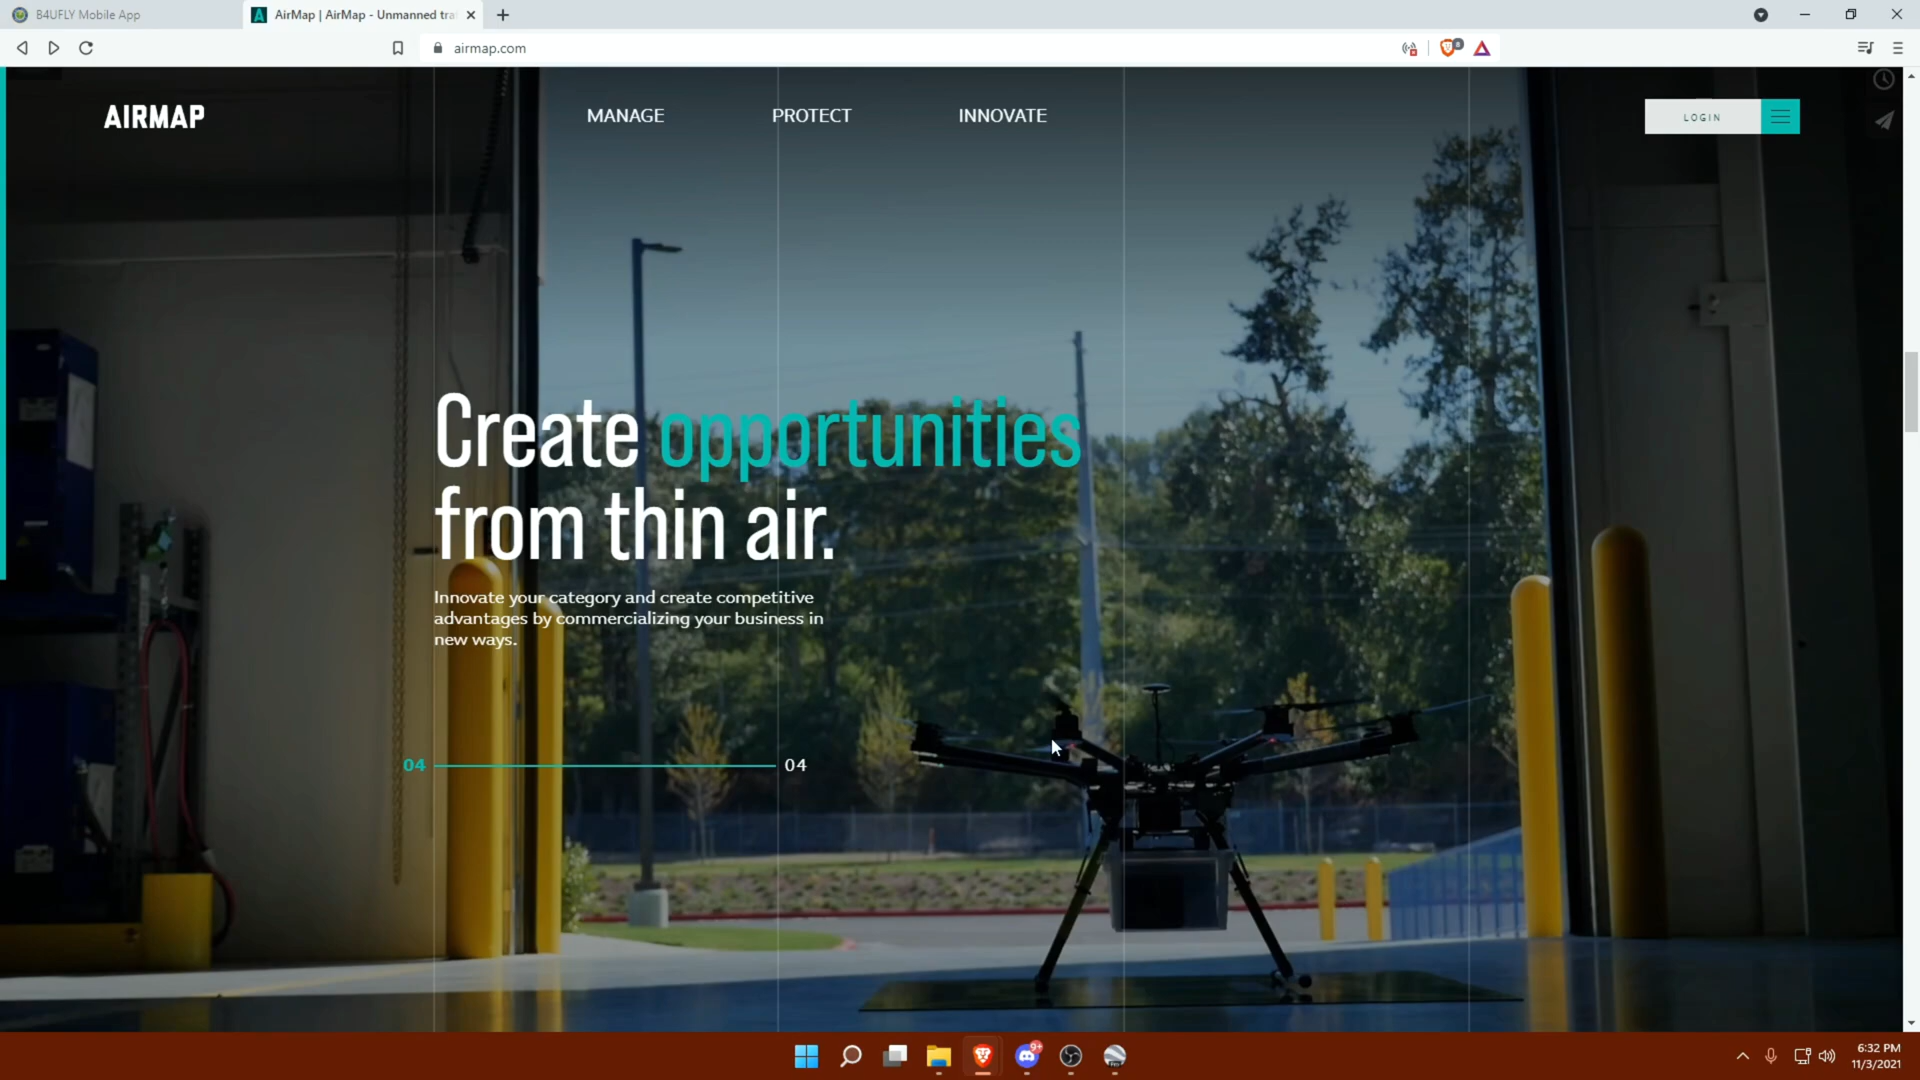 B4UFLY Mobile App
AirMap | AirMap - Unmanned tra
airmap.com
8
AIRMAP
MANAGE
PROTECT
INNOVATE
LOGIN
Create opportunities
from thin air.
Innovate your category and create competitive
advantages by commercializing your business in
new ways.
04
04
9+
6:32 PM
11/3/2021